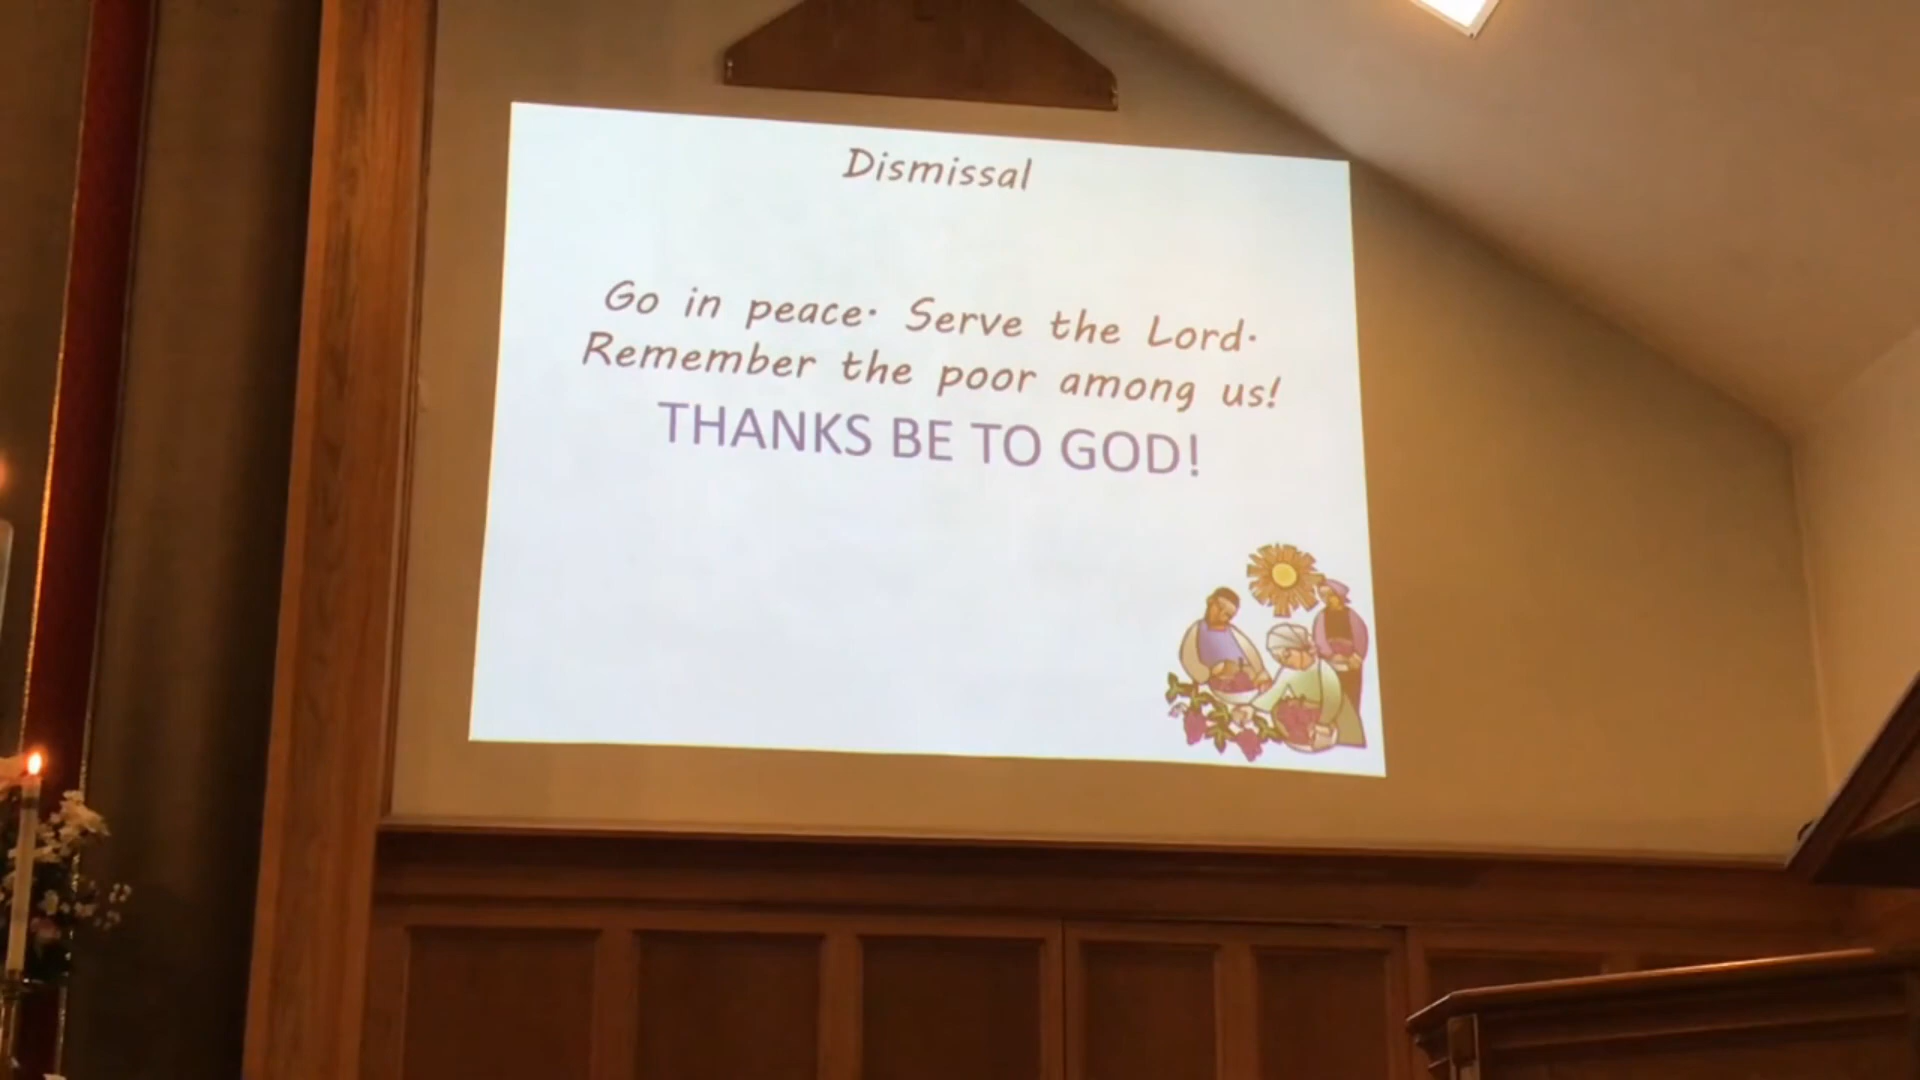 Dismissal
Go in peace. Serve the Lord.
Remember the poor among us!
THANKS BE TO GOD!